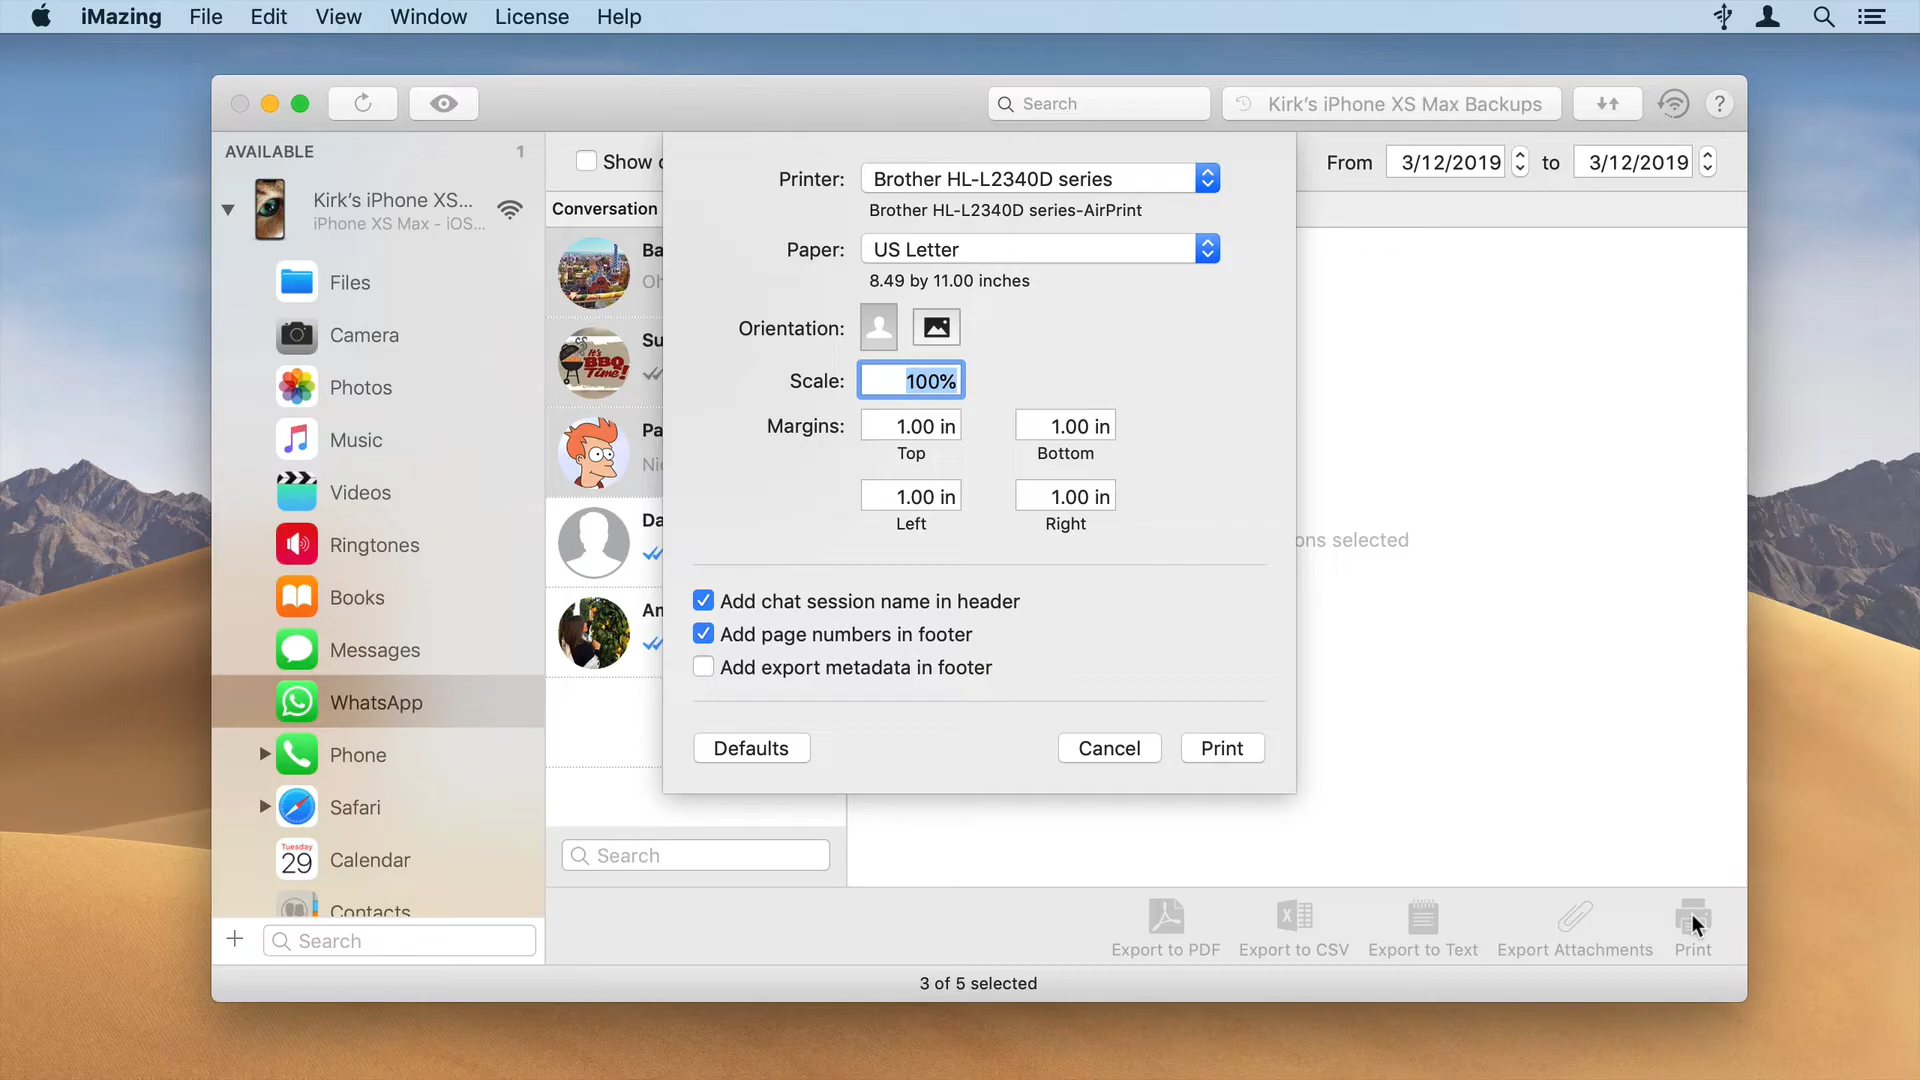 iMazing File Edit View Window License Help
Search
Kirk's iPhone XS Max Backups
?
AVAILABLE 1
Kirk's iPhone XS...
iPhone XS Max - iOS...
Files
Camera
Photos
Music
Videos
Ringtones
Books
Messages
WhatsApp
Phone
Safari
Tuesday
29
Calendar
Contacts
Search
Show
From 3/12/2019 to 3/12/2019
Conversation
Ba
Su
It's
BBQ
Time!
Pa
Da
An
Search
Printer: Brother HL-L2340D series
Brother HL-L2340D series-AirPrint
Paper: US Letter
8.49 by 11.00 inches
Orientation:
Scale: 100%
Margins: 1.00 in 1.00 in
Top Bottom
1.00 in 1.00 in
Left Right
Add chat session name in header
Add page numbers in footer
Add export metadata in footer
Defaults Cancel Print
ons selected
Export to PDF Export to CSV Export to Text Export Attachments Print
3 of 5 selected